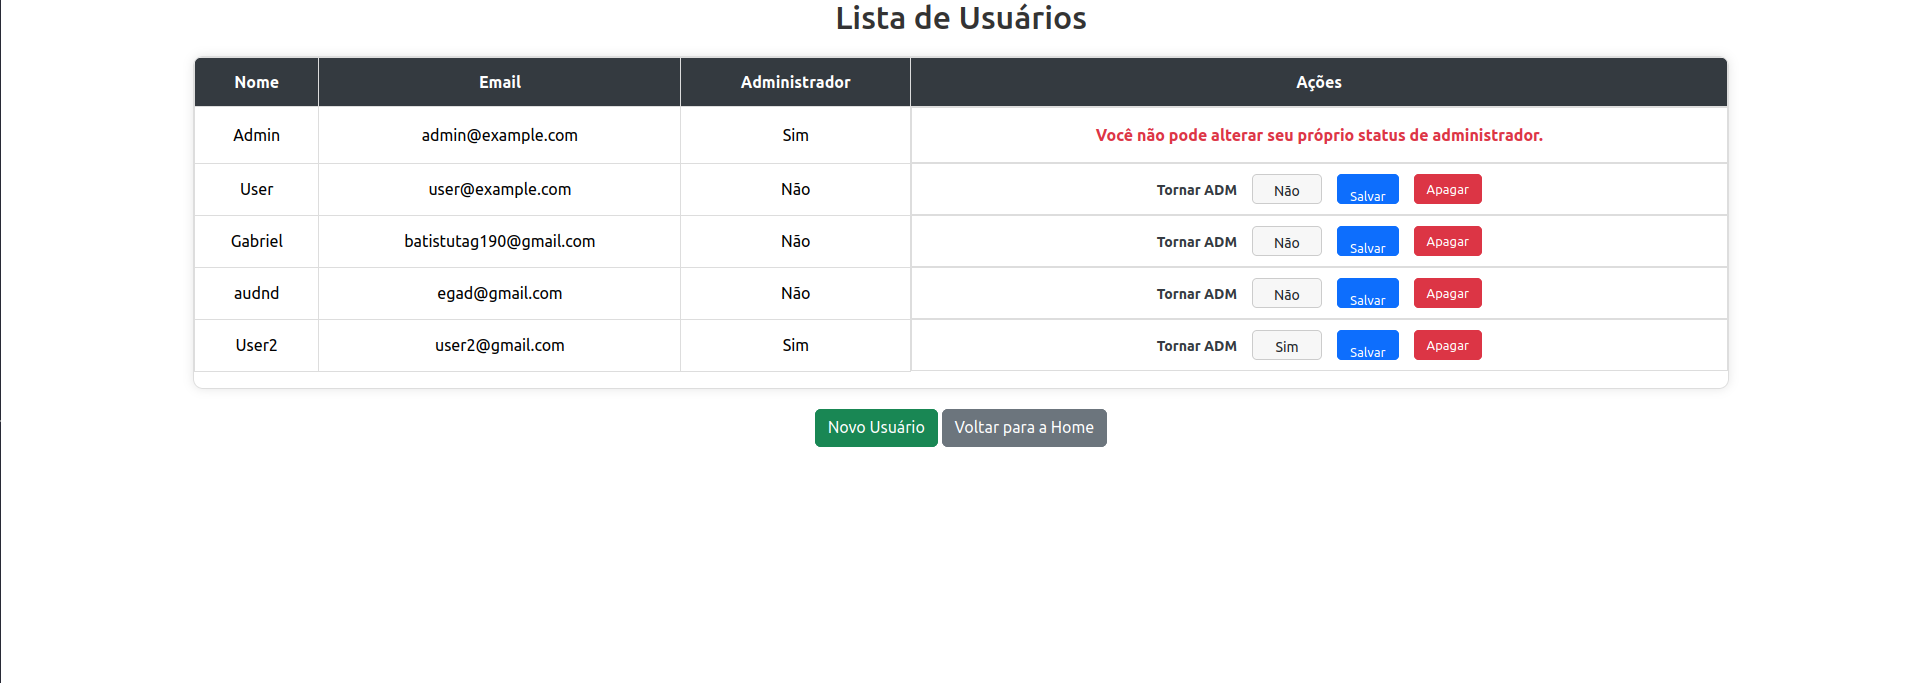 Lista de Usuários
Nome Email Administrador Ações
Admin admin@example.com Sim Você não pode alterar seu próprio status de administrador.
User user@example.com Não Tornar ADM Não Salvar Apagar
Gabriel batistutag190@gmail.com Não Tornar ADM Não Salvar Apagar
audnd egad@gmail.com Não Tornar ADM Não Salvar Apagar
User2 user2@gmail.com Sim Tornar ADM Sim Salvar Apagar
Novo Usuário Voltar para a Home